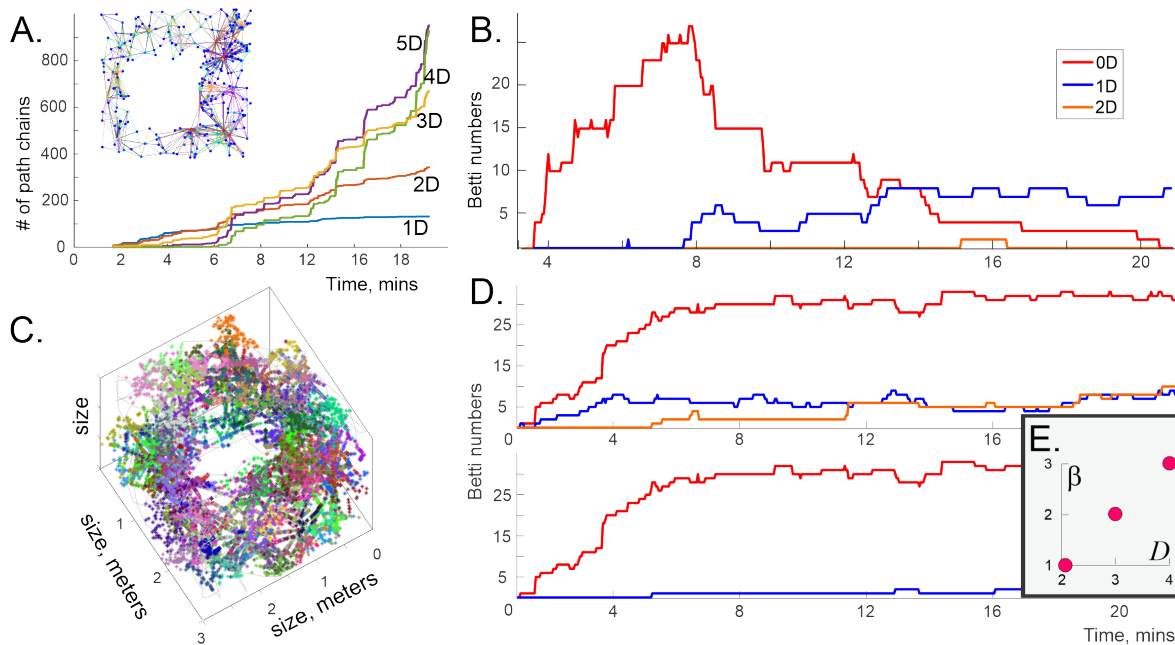 A.
5D
4D
3D
2D
1D
# of path chains
800
600
400
200
0
0 2 4 6 8 10 12 14 16 18
Time, mins
B.
0D
1D
2D
Betti numbers
25
20
15
10
5
4 8 12 16 20
C.
size
size, meters
1
2
3
size, meters
2
1
0
D.
Betti numbers
25
15
5
0 4 8 12 16
25
15
5
0 4 8 12 16 20
Time, mins
E.
β
3
2
1
D
2 3 4